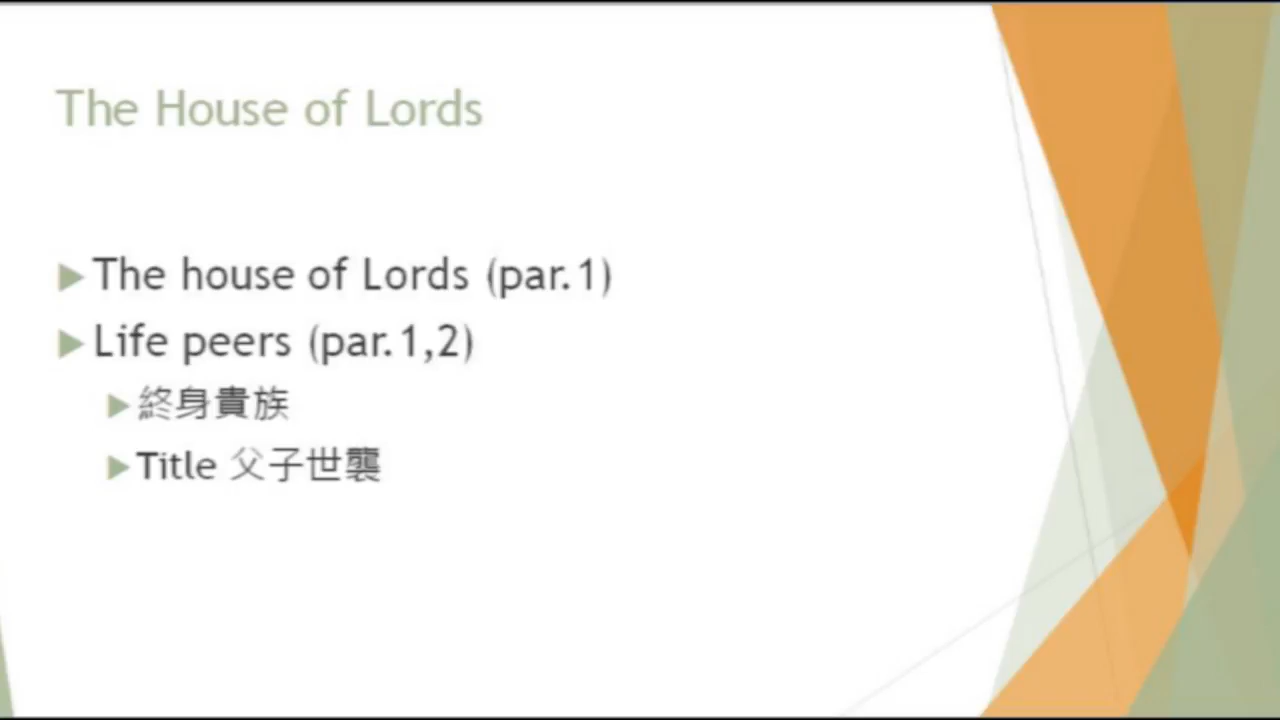 The House of Lords
The house of Lords (par.1)
Life peers (par.1,2)
終身貴族
Title 父子世襲